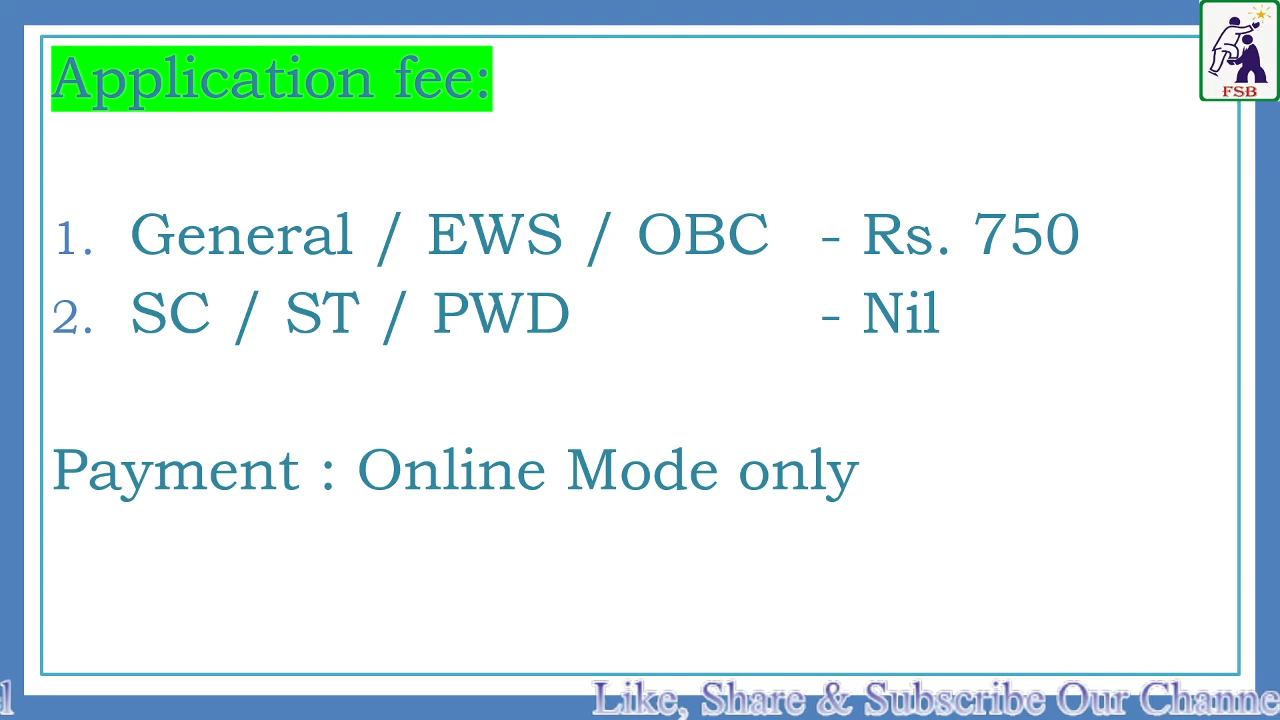 Application fee:
FSB
1. General / EWS / OBC - Rs. 750
2. SC / ST / PWD - Nil
Payment : Online Mode only
l Like, Share & Subscribe Our Channe